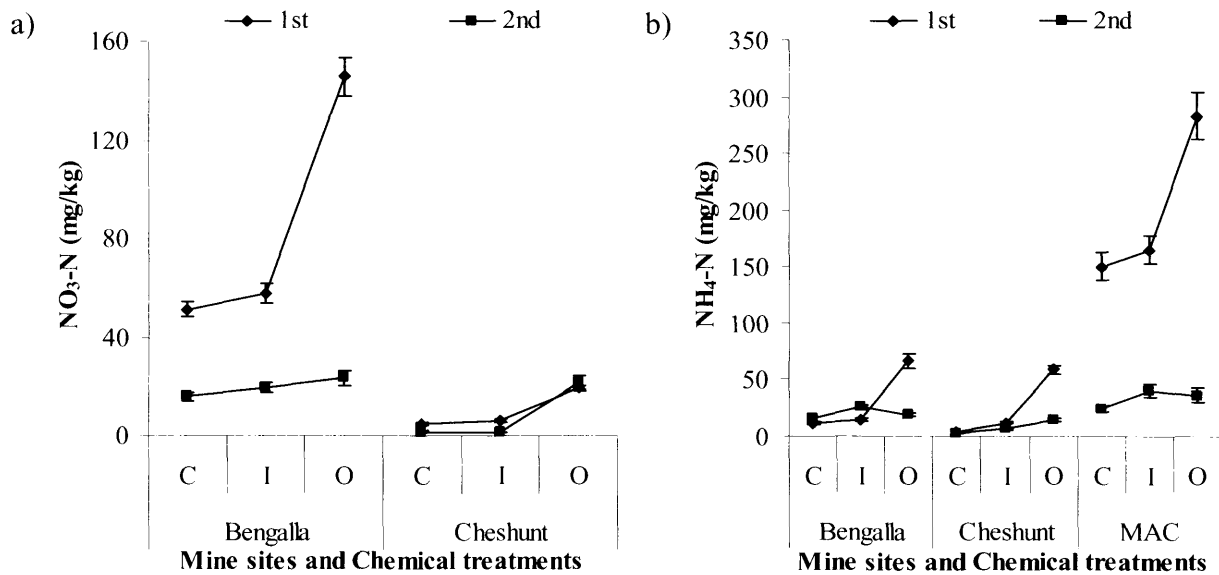 a)
1st 2nd
NO3-N (mg/kg)
160
120
80
40
0
C I O C I O
Bengalla Cheshunt
Mine sites and Chemical treatments
b)
1st 2nd
NH4-N (mg/kg)
350
300
250
200
150
100
50
0
C I O C I O C I O
Bengalla Cheshunt MAC
Mine sites and Chemical treatments